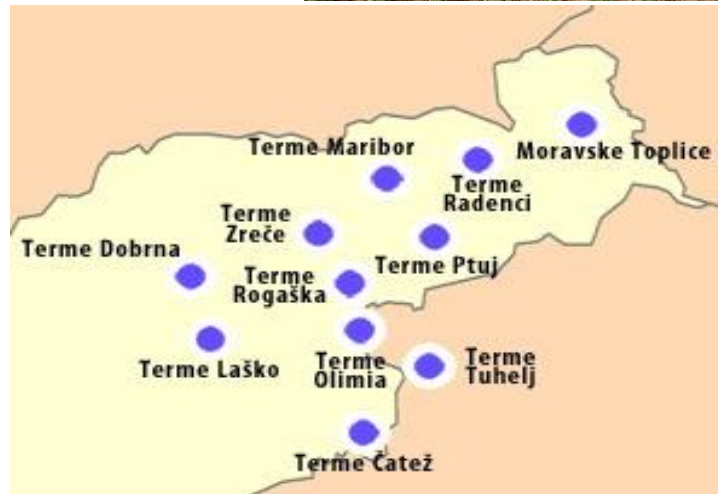 Terme Maribor
Moravske Toplice
Terme
Radenci
Terme
Zreče
Terme Dobrna
Terme Ptuj
Terme
Rogaška
Terme Laško
Terme
Olimia
Terme
Tuhelj
Terme Čatež